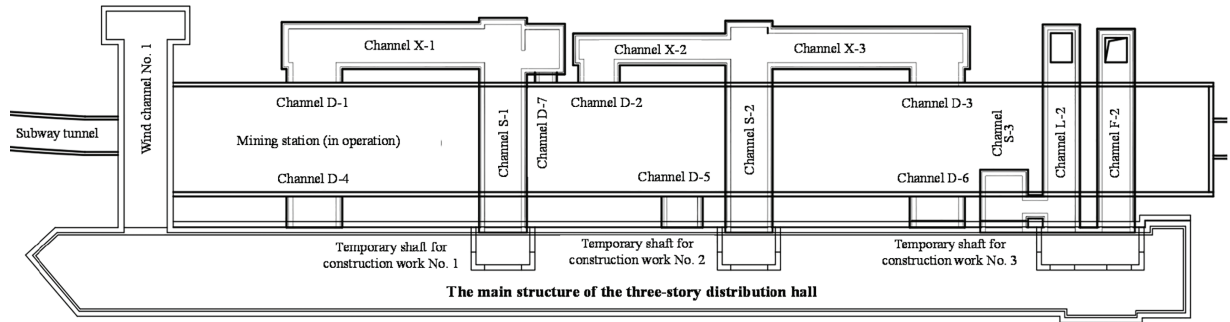 Channel X-1
Channel X-2
Channel X-3
Wind channel No. 1
Subway tunnel
Channel D-1
Channel S-1
Channel D-7
Channel D-2
Channel S-2
Channel D-3
Channel
S-3
Channel L-2
Channel F-2
Mining station (in operation)
Channel D-4
Channel D-5
Channel D-6
Temporary shaft for
construction work No. 1
Temporary shaft for
construction work No. 2
Temporary shaft for
construction work No. 3
The main structure of the three-story distribution hall